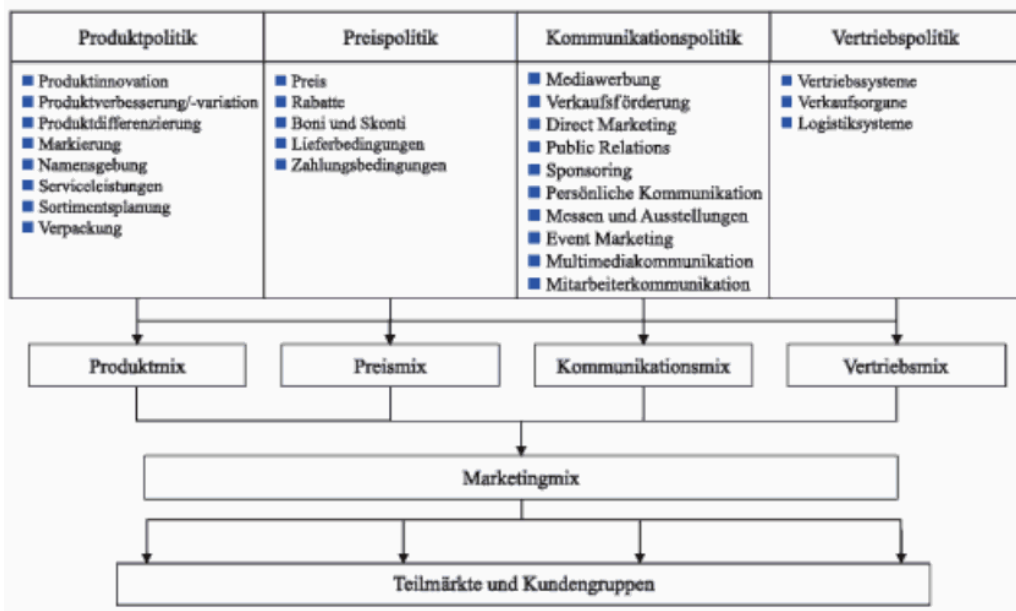 Produktpolitik
Produktinnovation
Produktverbesserung/-variation
Produktdifferenzierung
Markierung
Namensgebung
Serviceleistungen
Sortimentsplanung
Verpackung
Preispolitik
Preis
Rabatte
Boni und Skonti
Lieferbedingungen
Zahlungsbedingungen
Kommunikationspolitik
Mediawerbung
Verkaufsförderung
Direct Marketing
Public Relations
Sponsoring
Persönliche Kommunikation
Messen und Ausstellungen
Event Marketing
Multimediakommunikation
Mitarbeiterkommunikation
Vertriebspolitik
Vertriebssysteme
Verkaufsorgane
Logistiksysteme
Produktmix
Preismix
Kommunikationsmix
Vertriebsmix
Marketingmix
Teilmärkte und Kundengruppen